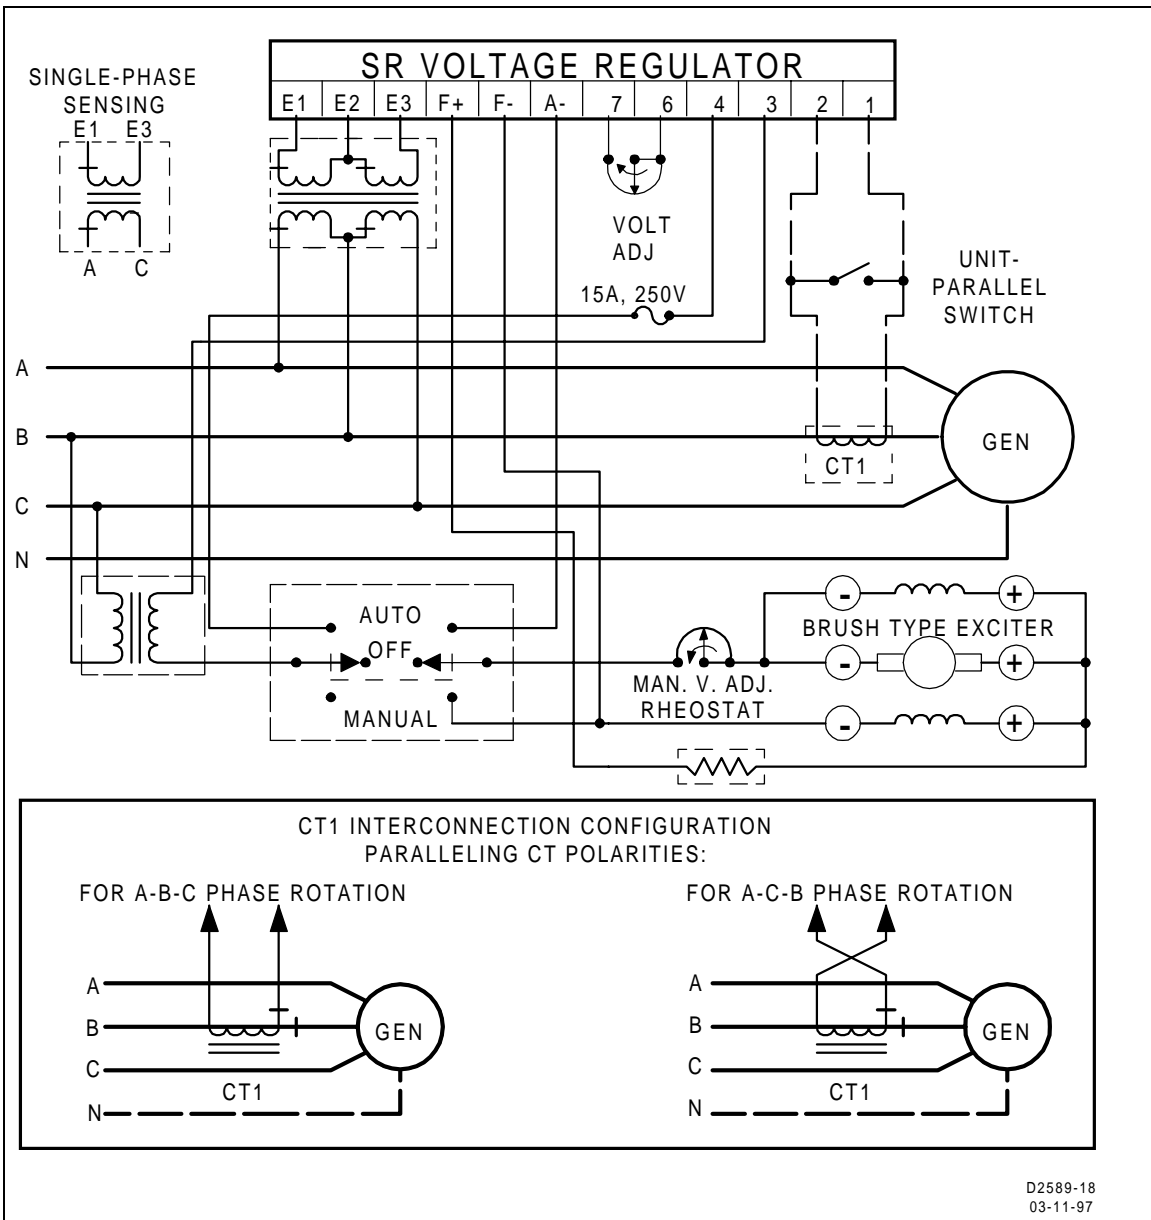 SR VOLTAGE REGULATOR
E1 E2 E3 F+ F- A- 7 6 4 3 2 1
SINGLE-PHASE
SENSING
E1 E3
A C
VOLT
ADJ
15A, 250V
UNIT-
PARALLEL
SWITCH
A
B
C
N
GEN
CT1
AUTO
OFF
MANUAL
MAN. V. ADJ.
RHEOSTAT
- +
BRUSH TYPE EXCITER
- +
- +
CT1 INTERCONNECTION CONFIGURATION
PARALLELING CT POLARITIES:
FOR A-B-C PHASE ROTATION
A
B
C
N
GEN
CT1
FOR A-C-B PHASE ROTATION
A
B
C
N
GEN
CT1
D2589-18
03-11-97